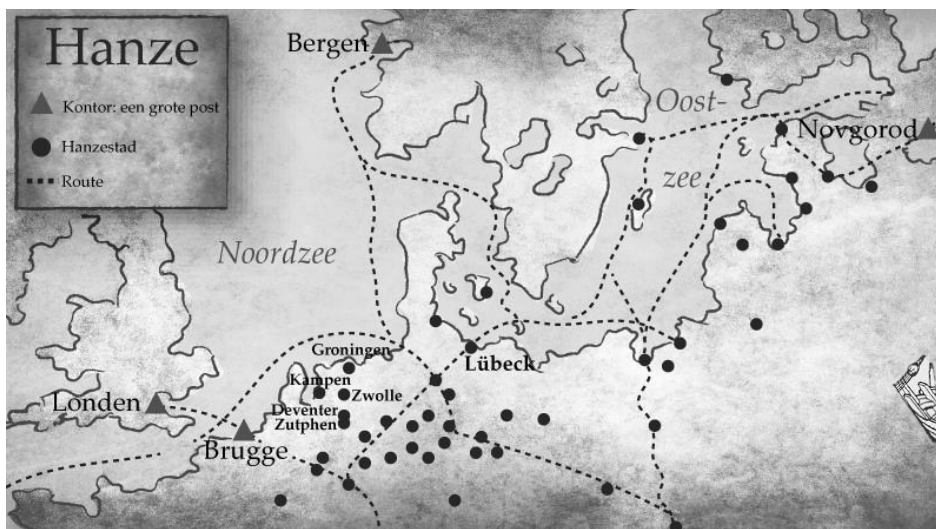 Hanze
Kontor: een grote post
Hanzestad
Route
Bergen
Oost-
zee
Novgorod
Noordzee
Groningen
Lübeck
Kampen
Zwolle
Londen
Deventer
Zutphen
Brugge